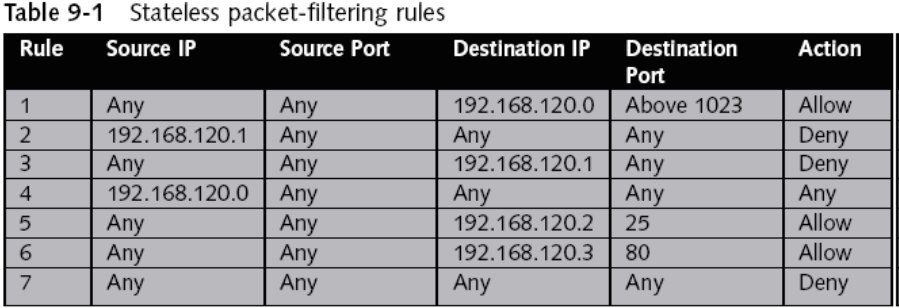 Table 9-1 Stateless packet-filtering rules
Rule Source IP Source Port Destination IP Destination Port Action
1 Any Any 192.168.120.0 Above 1023 Allow
2 192.168.120.1 Any Any Any Deny
3 Any Any 192.168.120.1 Any Deny
4 192.168.120.0 Any Any Any Any
5 Any Any 192.168.120.2 25 Allow
6 Any Any 192.168.120.3 80 Allow
7 Any Any Any Any Deny